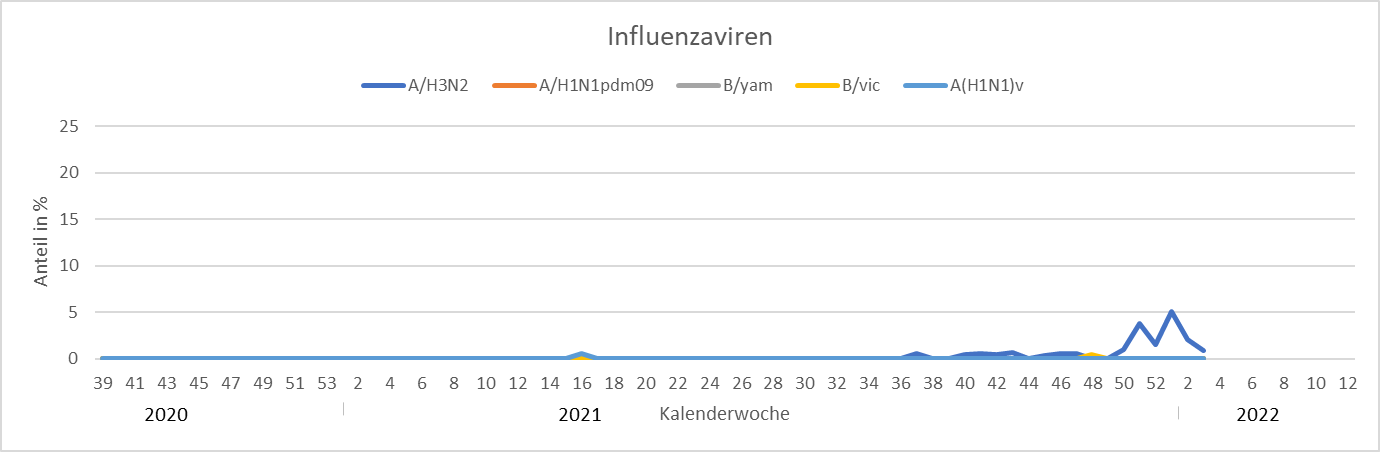 Influenzaviren
A/H3N2 A/H1N1pdm09 B/yam B/vic A(H1N1)v
Anteil in %
25
20
15
10
5
0
39 41 43 45 47 49 51 53 2 4 6 8 10 12 14 16 18 20 22 24 26 28 30 32 34 36 38 40 42 44 46 48 50 52 2 4 6 8 10 12
2020 2021 Kalenderwoche 2022